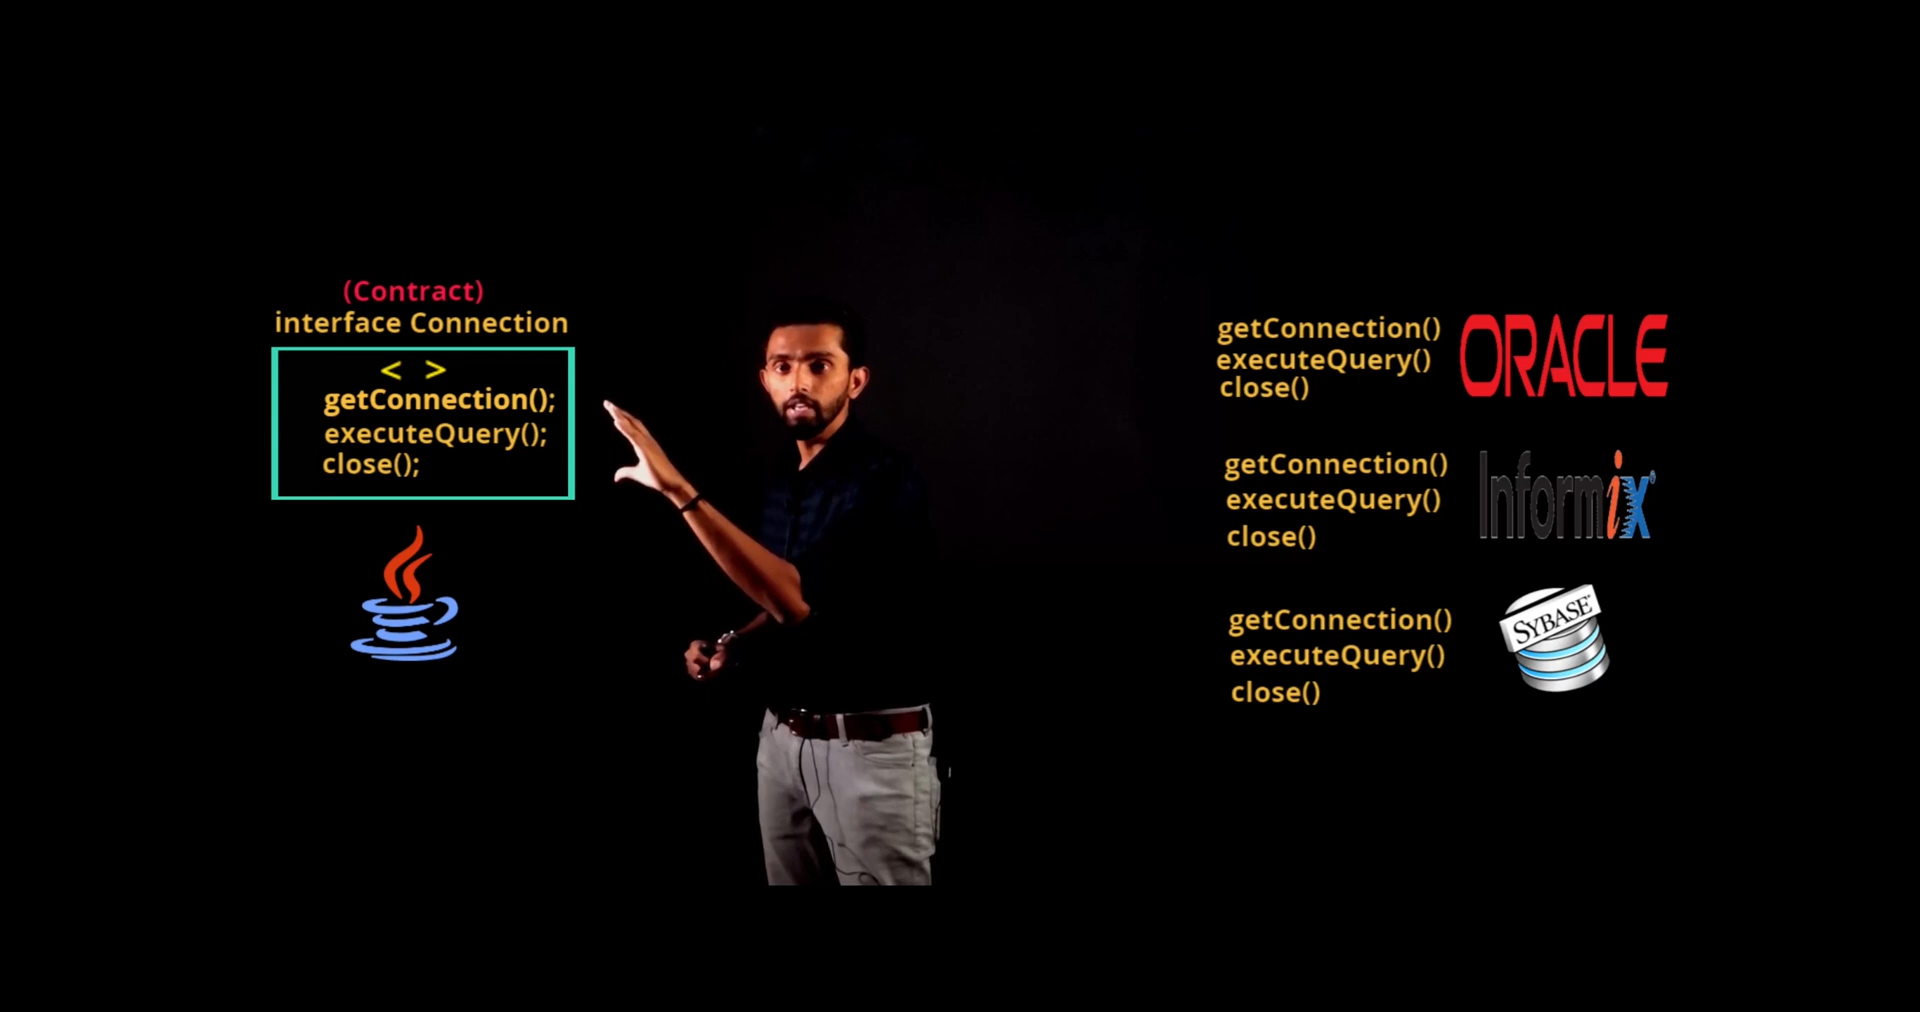 (Contract)
interface Connection
< >
getConnection();
executeQuery();
close();
getConnection()
executeQuery()
close()
ORACLE
getConnection()
executeQuery()
close()
Informix
getConnection()
executeQuery()
close()
SYBASE